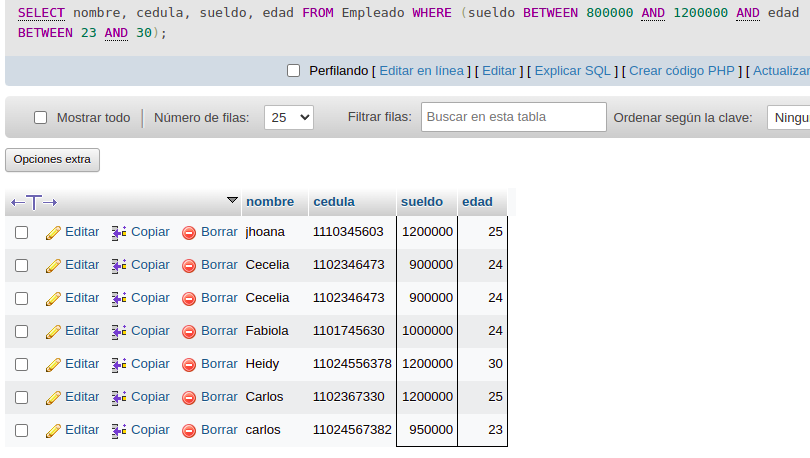 SELECT nombre, cedula, sueldo, edad FROM Empleado WHERE (sueldo BETWEEN 800000 AND 1200000 AND edad
BETWEEN 23 AND 30);
Perfilando [ Editar en línea ] [ Editar ] [ Explicar SQL ] [ Crear código PHP ] [ Actualizar
Mostrar todo | Número de filas: 25 Filtrar filas: Buscar en esta tabla Ordenar según la clave: Ningu
Opciones extra
nombre cedula sueldo edad
Editar Copiar Borrar jhoana 1110345603 1200000 25
Editar Copiar Borrar Cecelia 1102346473 900000 24
Editar Copiar Borrar Cecelia 1102346473 900000 24
Editar Copiar Borrar Fabiola 1101745630 1000000 24
Editar Copiar Borrar Heidy 11024556378 1200000 30
Editar Copiar Borrar Carlos 1102367330 1200000 25
Editar Copiar Borrar carlos 11024567382 950000 23